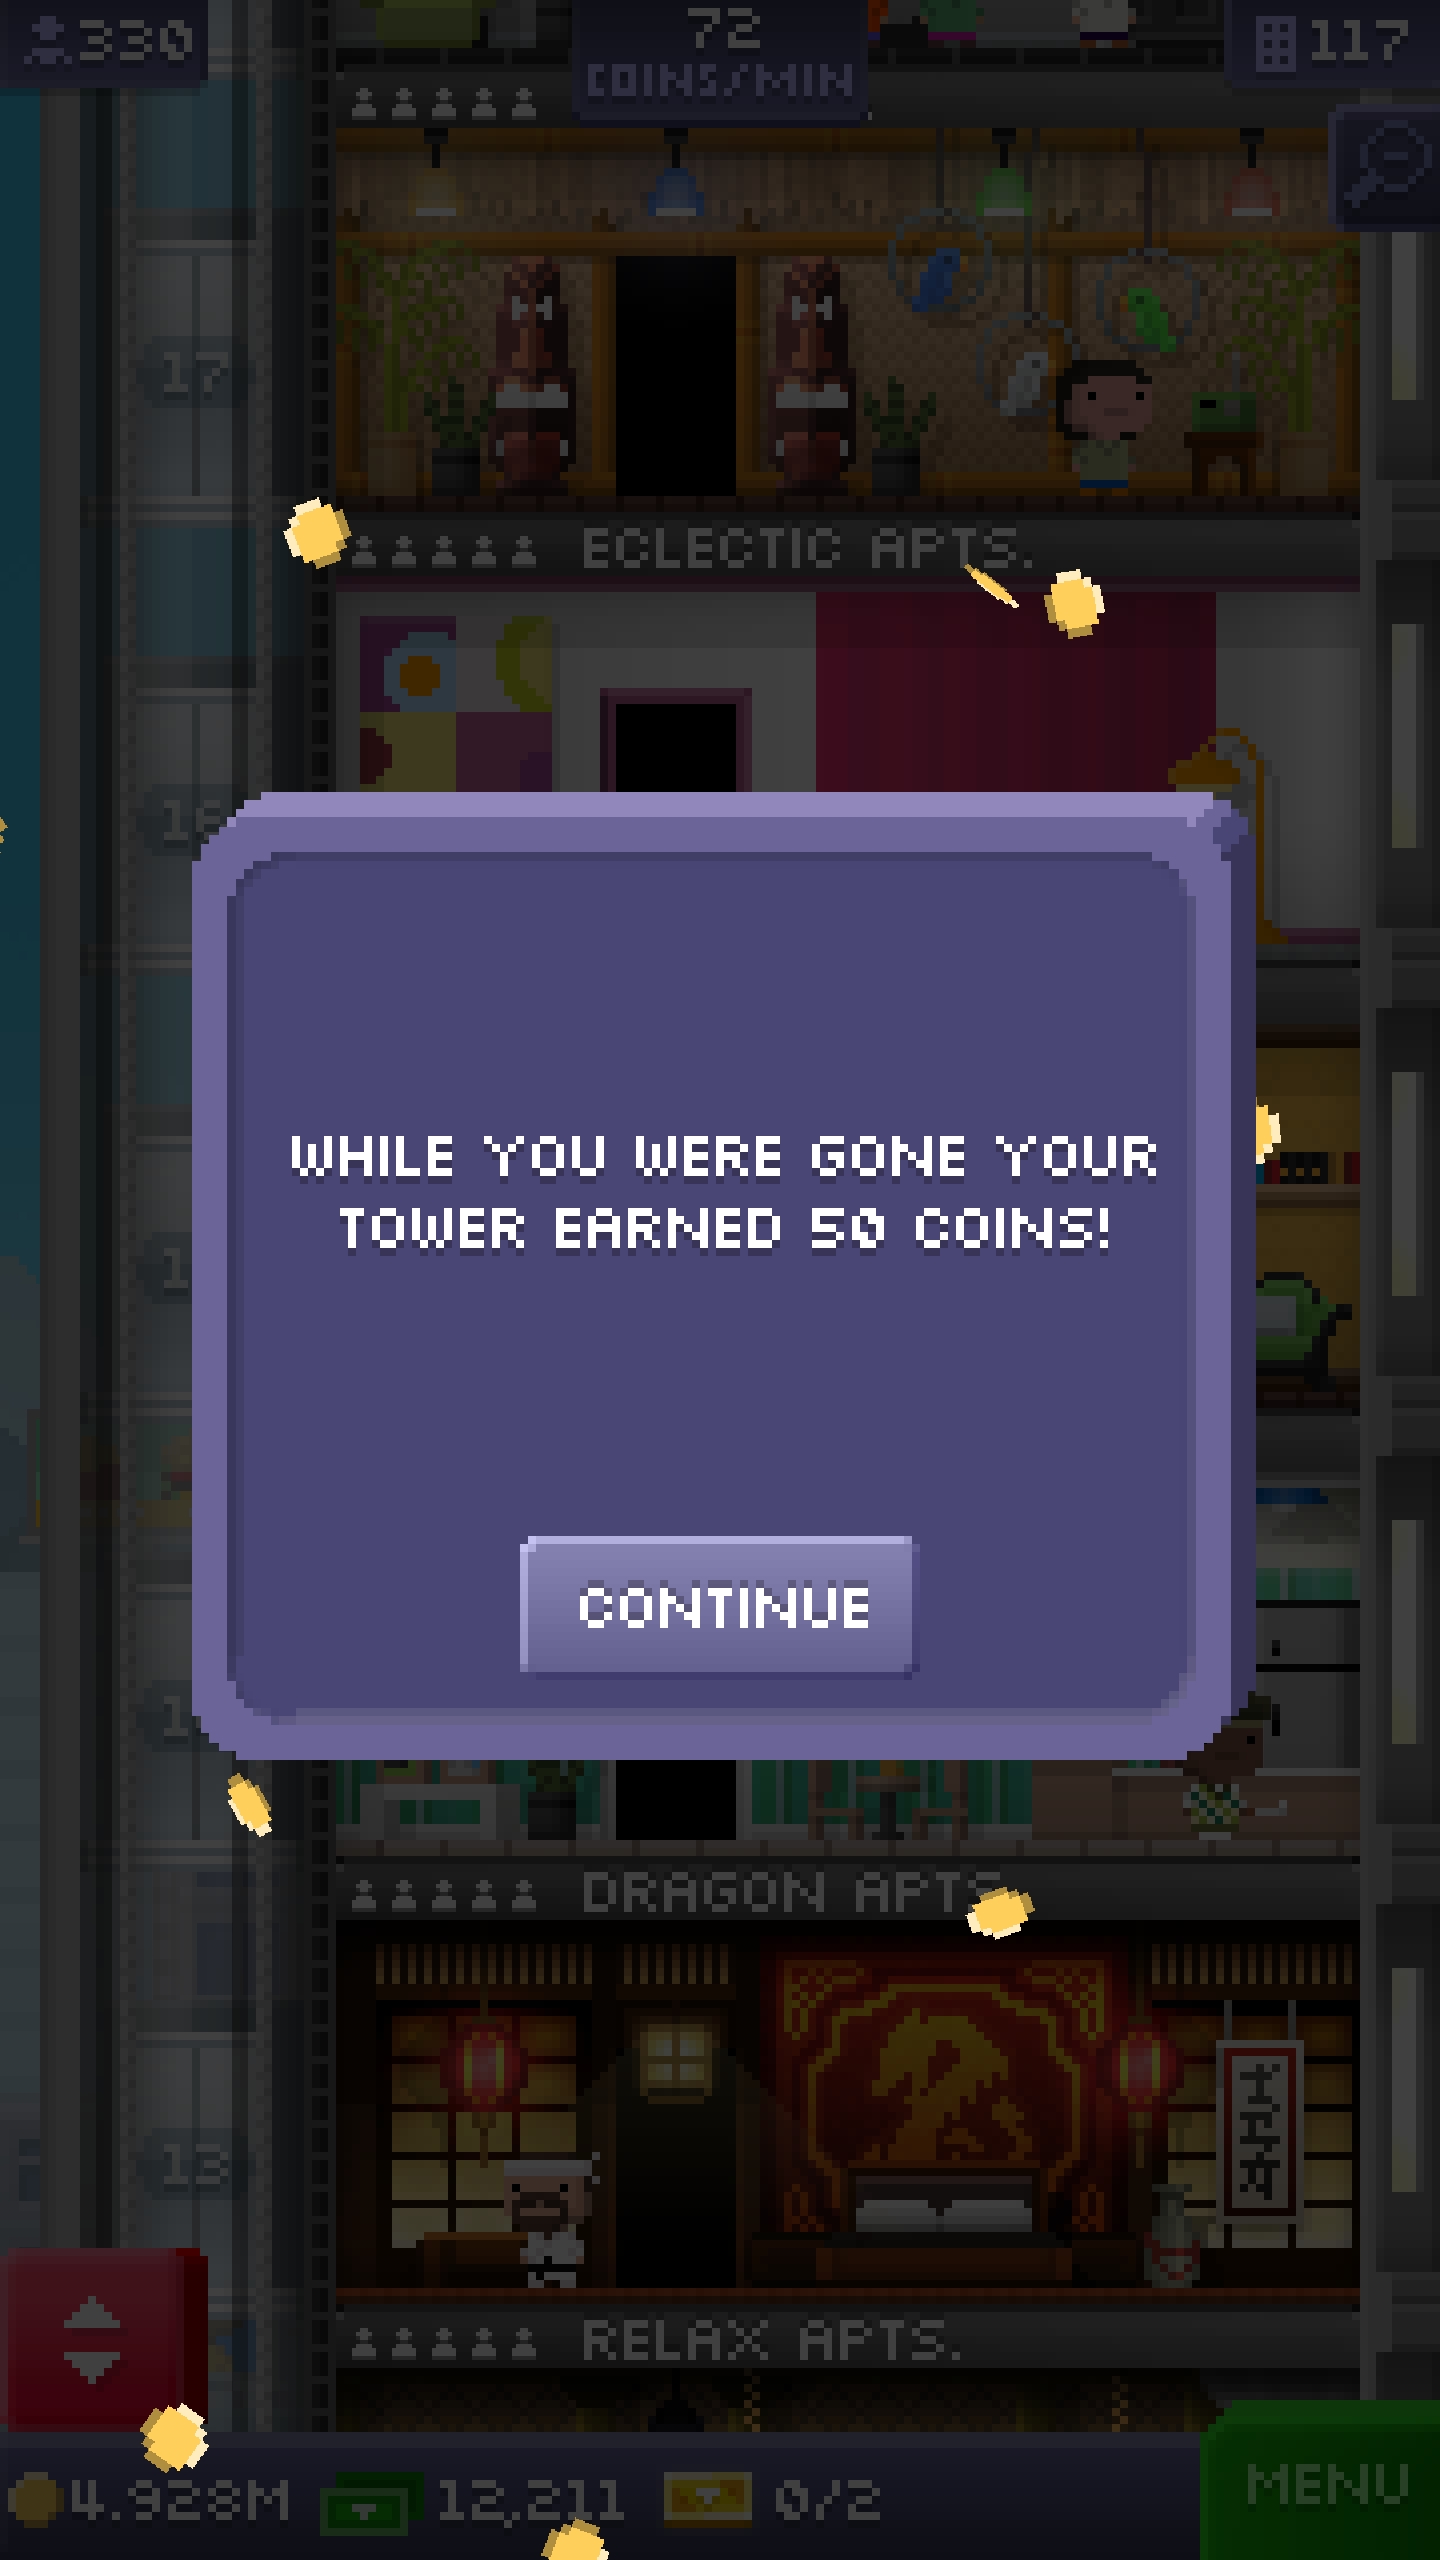 330
72
COINS/MIN
117
17
ECLECTIC APTS.
16
WHILE YOU WERE GONE YOUR
TOWER EARNED 50 COINS!
CONTINUE
DRAGON APTS
13
RELAX APTS.
4.928M
12,211
0/2
MENU